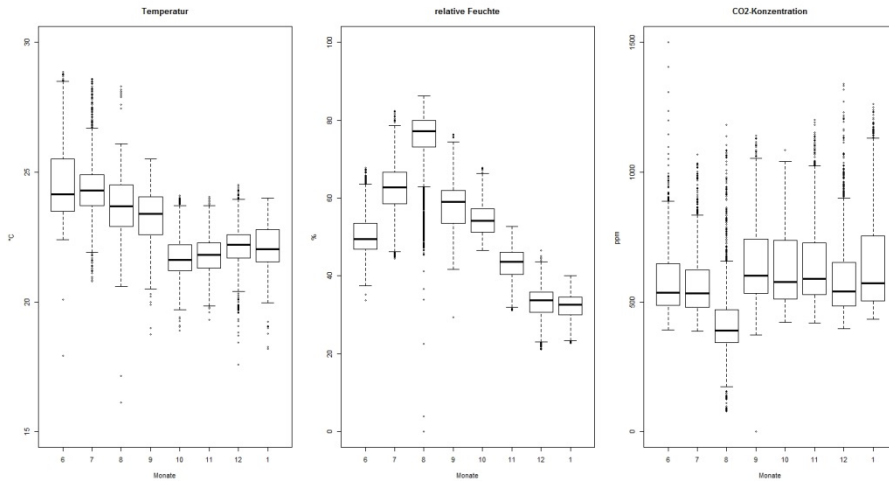 Temperatur
30
25
20
15
°C
6 7 8 9 10 11 12 1
Monate
relative Feuchte
100
80
60
40
20
0
%
6 7 8 9 10 11 12 1
Monate
CO2-Konzentration
1500
1000
500
0
ppm
6 7 8 9 10 11 12 1
Monate